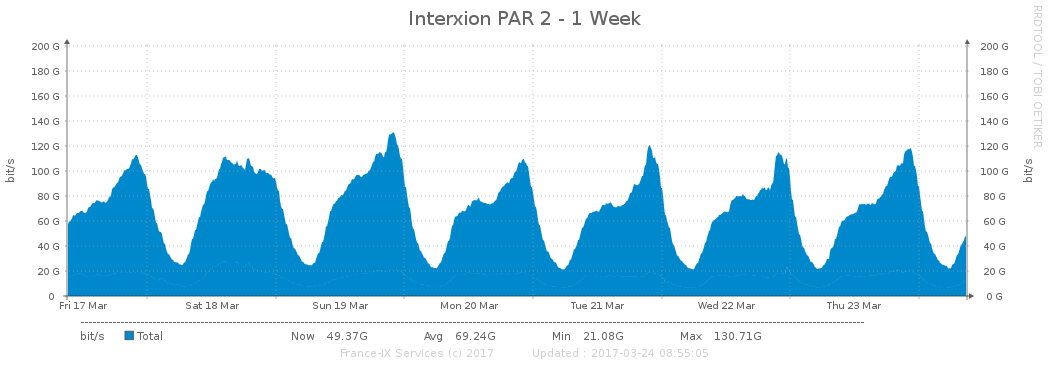 Interxion PAR 2 - 1 Week
RRDTOOL / TOBI OETIKER
bit/s
bit/s
200 G 200 G
180 G 180 G
160 G 160 G
140 G 140 G
120 G 120 G
100 G 100 G
80 G 80 G
60 G 60 G
40 G 40 G
20 G 20 G
0 0 G
Fri 17 Mar Sat 18 Mar Sun 19 Mar Mon 20 Mar Tue 21 Mar Wed 22 Mar Thu 23 Mar
bit/s Total Now 49.37G Avg 69.24G Min 21.08G Max 130.71G
France-IX Services (c) 2017 Updated : 2017-03-24 08:55:05